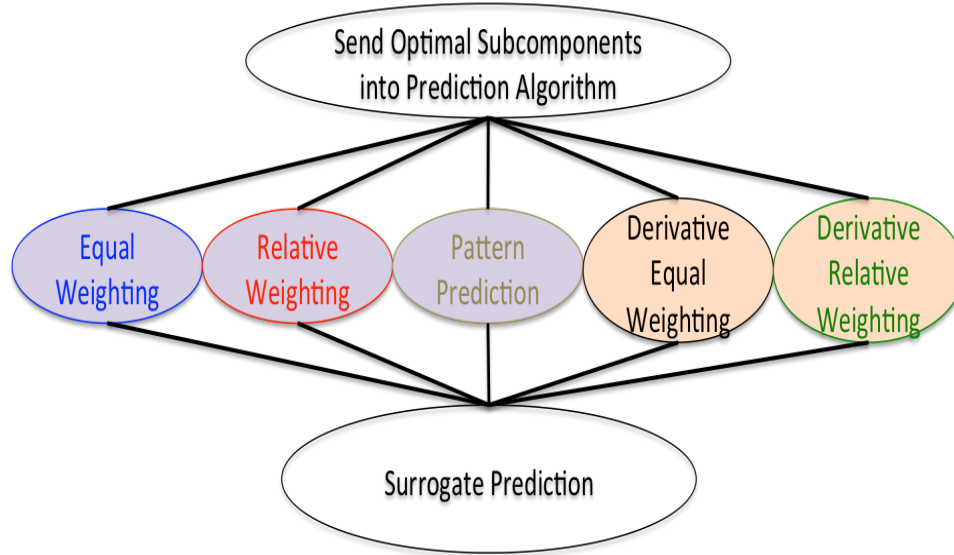 Send Optimal Subcomponents
into Prediction Algorithm
Equal
Weighting
Relative
Weighting
Pattern
Prediction
Derivative
Equal
Weighting
Derivative
Relative
Weighting
Surrogate Prediction